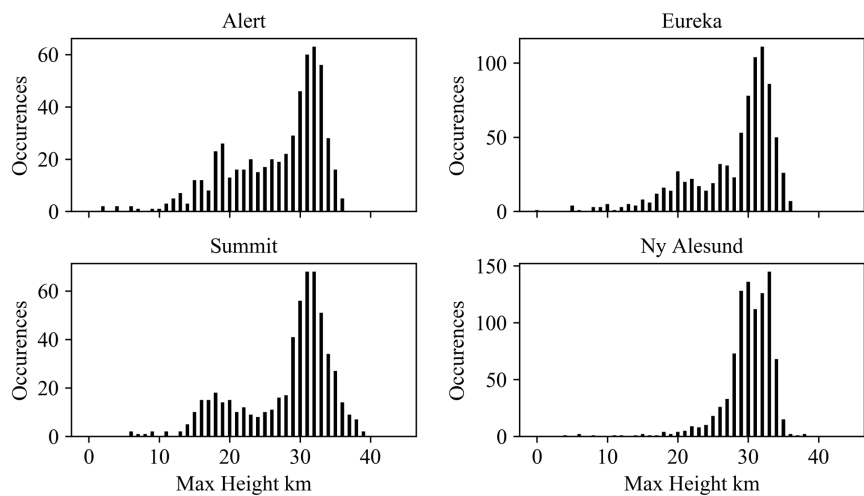 Alert
Eureka
Occurences
60
40
20
0
Occurences
100
50
0
Summit
Ny Alesund
Occurences
60
40
20
0
0 10 20 30 40
Max Height km
Occurences
150
100
50
0
0 10 20 30 40
Max Height km